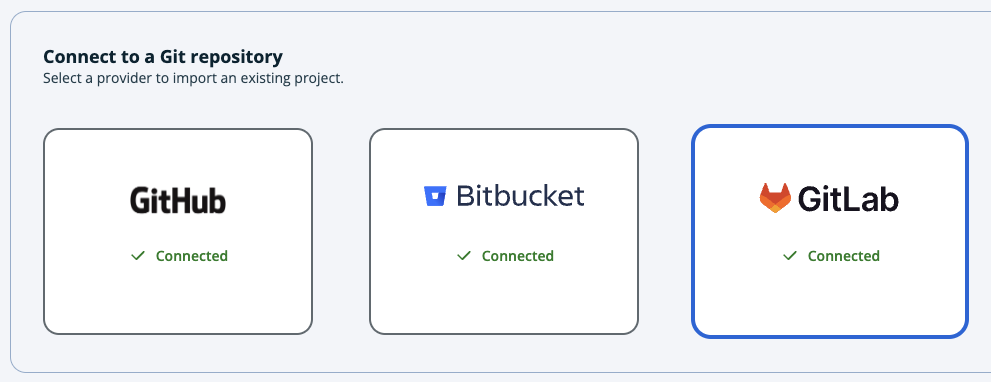 Connect to a Git repository
Select a provider to import an existing project.
GitHub
Bitbucket
GitLab
Connected
Connected
Connected